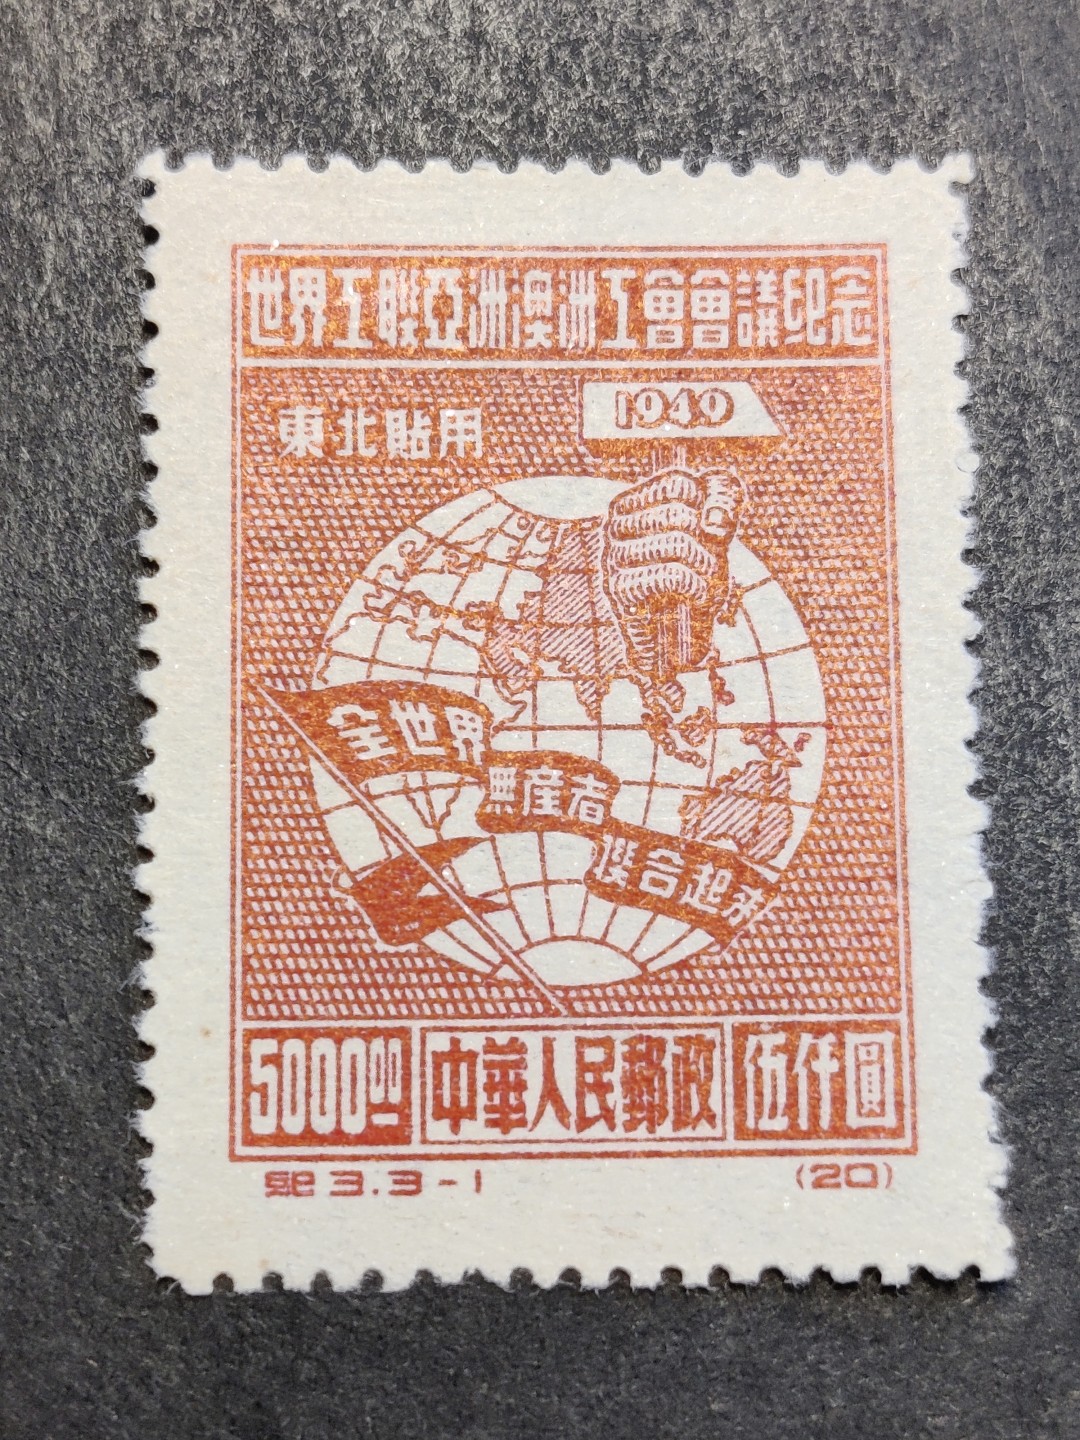 世界工聯亞洲澳洲工會會議紀念
東北貼用
1949
全世界
無產者
聯合起來
5000圓
中華人民郵政
伍仟圓
紀3.3-1
(20)